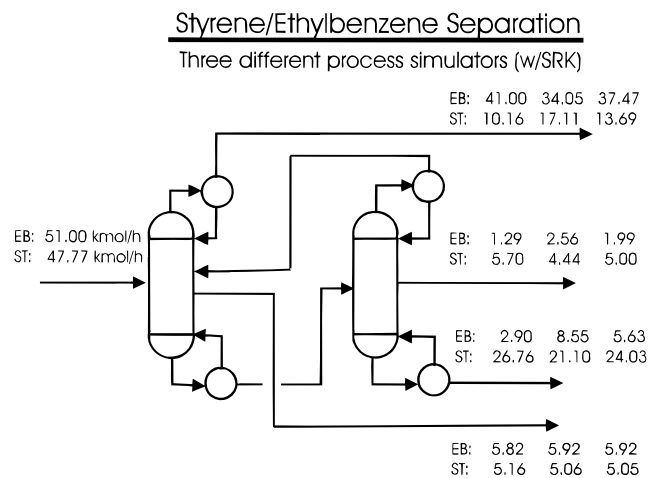 Styrene/Ethylbenzene Separation
Three different process simulators (w/SRK)
EB: 41.00 34.05 37.47
ST: 10.16 17.11 13.69
EB: 51.00 kmol/h
ST: 47.77 kmol/h
EB: 1.29 2.56 1.99
ST: 5.70 4.44 5.00
EB: 2.90 8.55 5.63
ST: 26.76 21.10 24.03
EB: 5.82 5.92 5.92
ST: 5.16 5.06 5.05